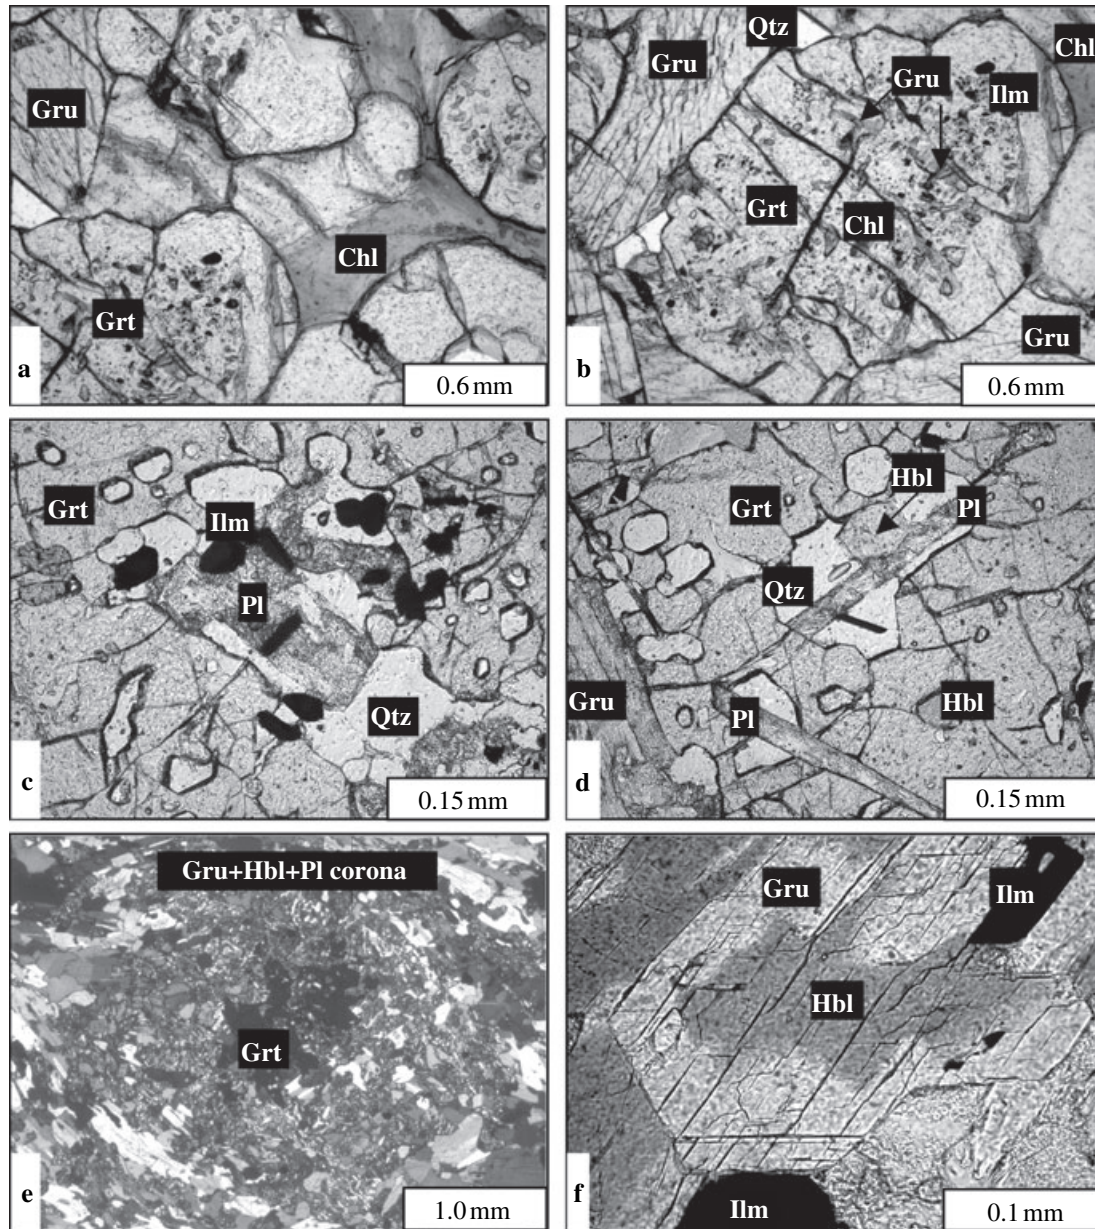 Gru
Chl
Grt
a
0.6 mm
Qtz
Gru
Chl
Gru
Ilm
Grt
Chl
Gru
b
0.6 mm
Grt
Ilm
Pl
Qtz
c
0.15 mm
Hbl
Grt
Pl
Qtz
Gru
Pl
Hbl
d
0.15 mm
Gru+Hbl+Pl corona
Grt
e
1.0 mm
Gru
Ilm
Hbl
f
Ilm
0.1 mm